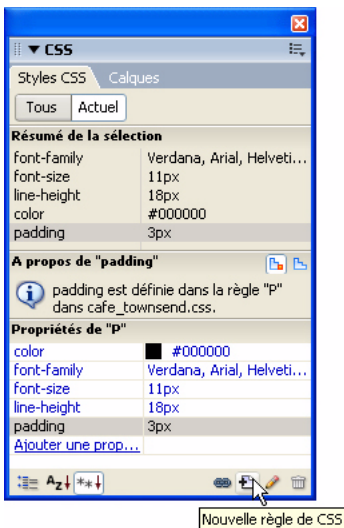 CSS
Styles CSS Calques
Tous Actuel
Résumé de la sélection
font-family Verdana, Arial, Helveti...
font-size 11px
line-height 18px
color #000000
padding 3px
A propos de "padding"
padding est définie dans la règle "P"
dans cafe_townsend.css.
Propriétés de "P"
color #000000
font-family Verdana, Arial, Helveti...
font-size 11px
line-height 18px
padding 3px
Ajouter une prop...
Az↓ **↓
Nouvelle règle de CSS